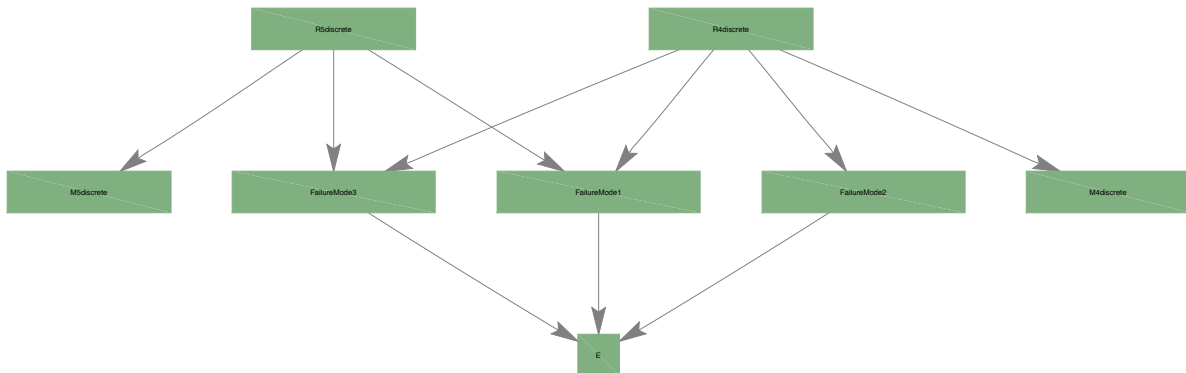 R5discrete
R4discrete
M5discrete
FailureMode3
FailureMode1
FailureMode2
M4discrete
E